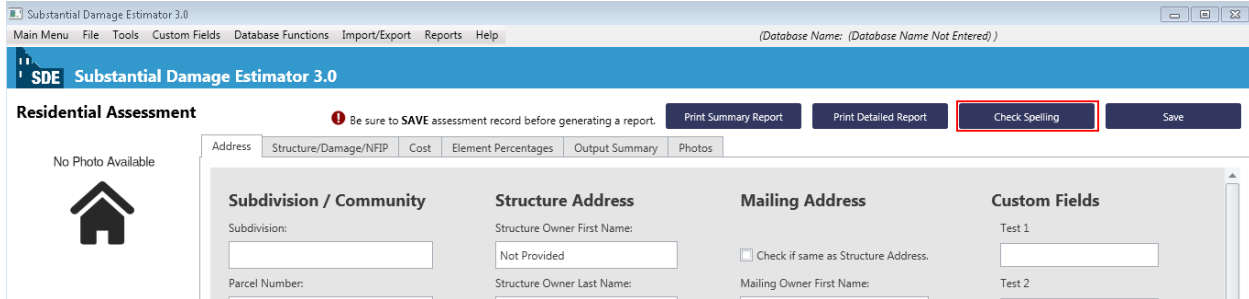 Substantial Damage Estimator 3.0
Main Menu File Tools Custom Fields Database Functions Import/Export Reports Help (Database Name: (Database Name Not Entered) )
SDE Substantial Damage Estimator 3.0
Residential Assessment
! Be sure to SAVE assessment record before generating a report.
Print Summary Report Print Detailed Report Check Spelling Save
No Photo Available
Address Structure/Damage/NFIP Cost Element Percentages Output Summary Photos
Subdivision / Community Structure Address Mailing Address Custom Fields
Subdivision: Structure Owner First Name: Test 1
Not Provided Check if same as Structure Address.
Parcel Number: Structure Owner Last Name: Mailing Owner First Name: Test 2